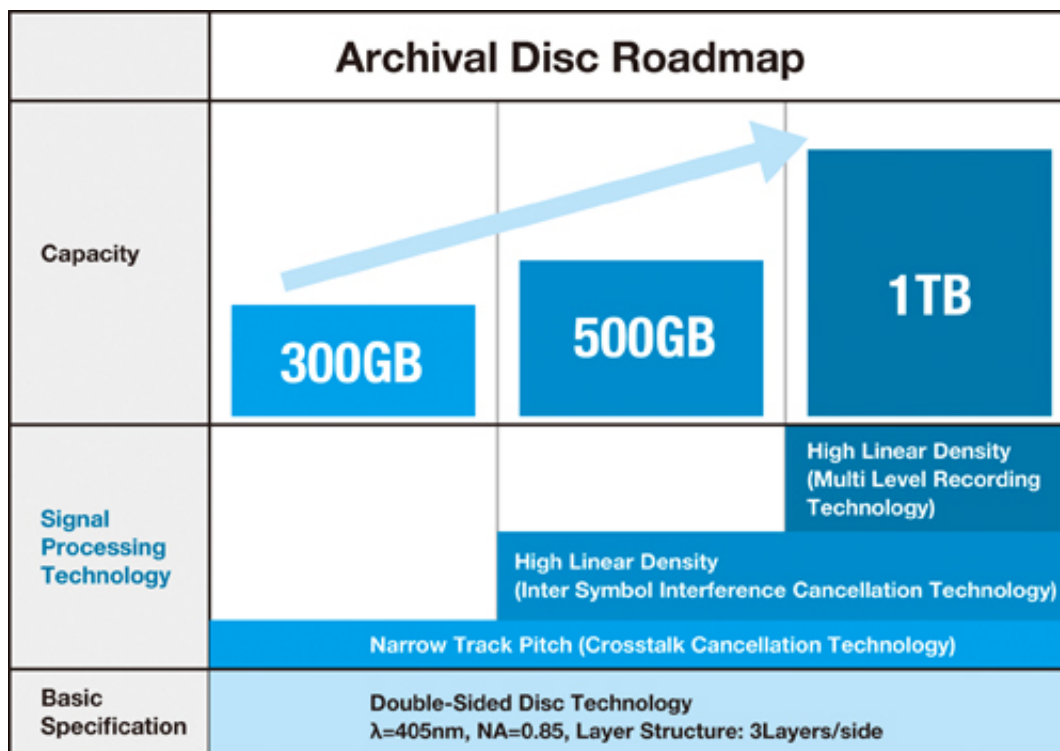 Archival Disc Roadmap
Capacity
300GB
500GB
1TB
Signal
Processing
Technology
High Linear Density
(Multi Level Recording
Technology)
High Linear Density
(Inter Symbol Interference Cancellation Technology)
Narrow Track Pitch (Crosstalk Cancellation Technology)
Basic
Specification
Double-Sided Disc Technology
λ=405nm, NA=0.85, Layer Structure: 3Layers/side